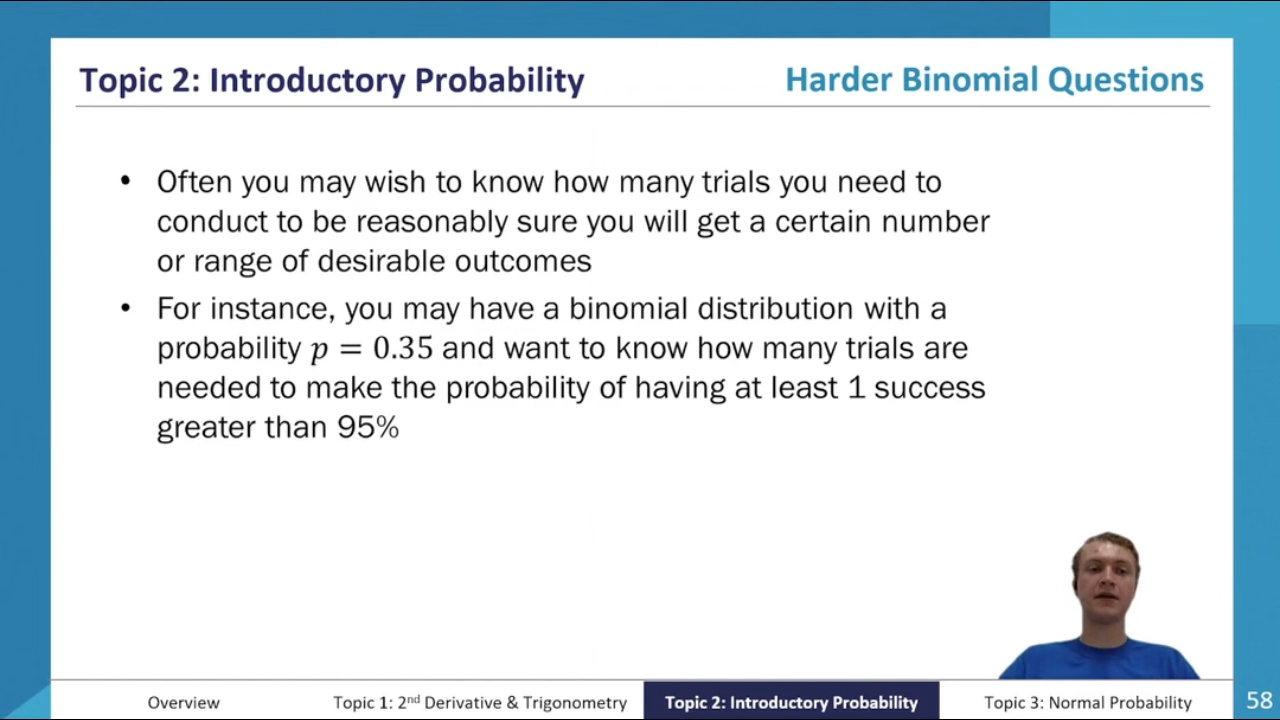 Topic 2: Introductory Probability
Harder Binomial Questions
• Often you may wish to know how many trials you need to
conduct to be reasonably sure you will get a certain number
or range of desirable outcomes
• For instance, you may have a binomial distribution with a
probability 𝑝 = 0.35 and want to know how many trials are
needed to make the probability of having at least 1 success
greater than 95%
Overview
Topic 1: 2nd Derivative & Trigonometry
Topic 2: Introductory Probability
Topic 3: Normal Probability
58